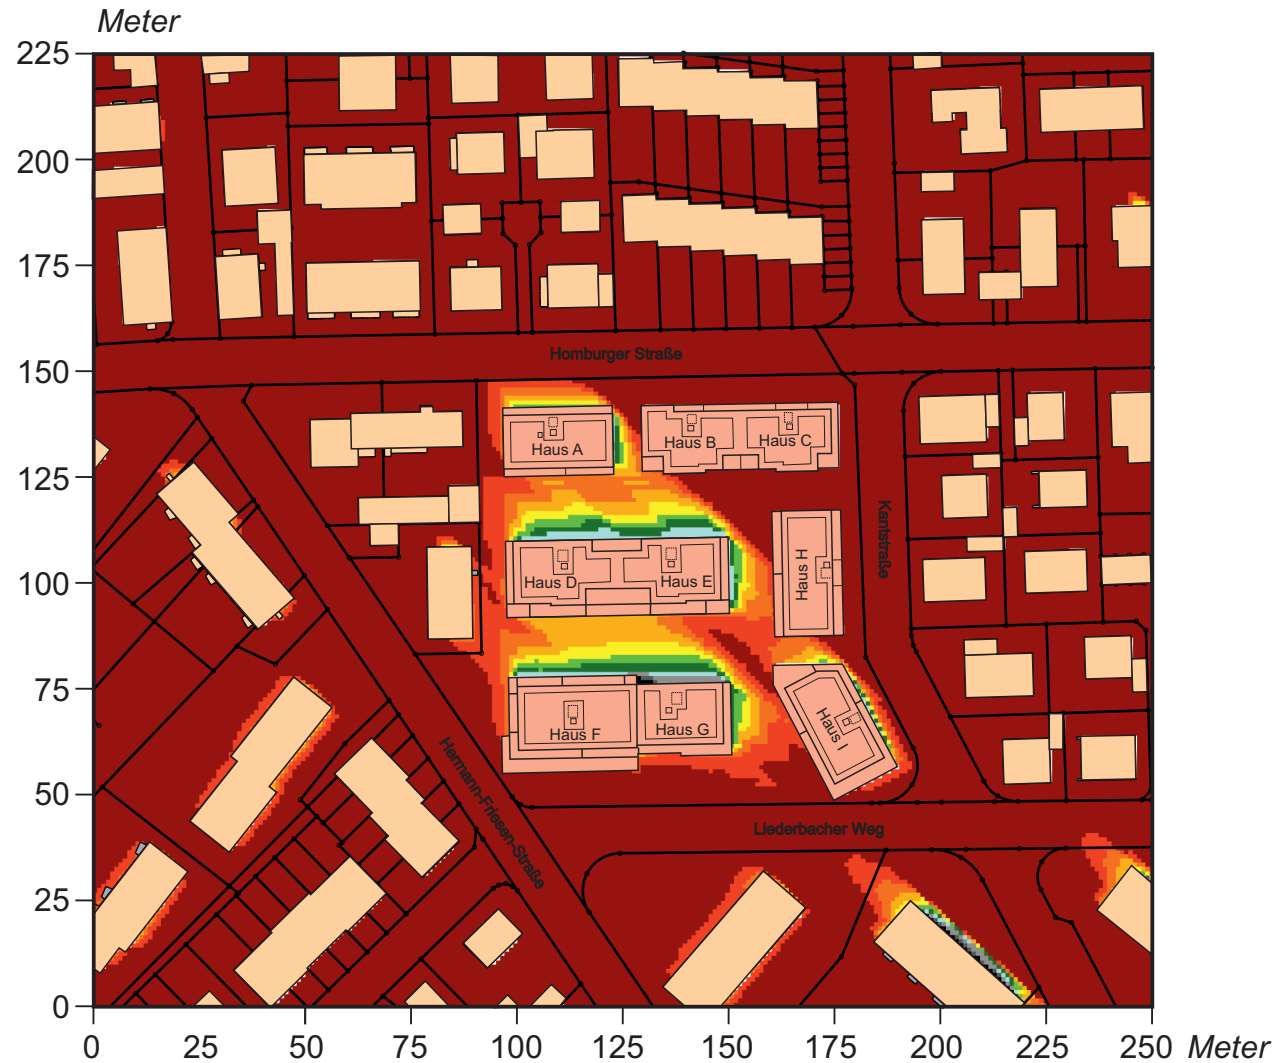 Meter
225
200
175
150
125
100
75
50
25
0
Homburger Straße
Haus A
Haus B
Haus C
Kantstraße
Haus D
Haus E
Haus H
Haus F
Haus G
Haus I
Hermann-Friesen-Straße
Liederbacher Weg
0 25 50 75 100 125 150 175 200 225 250 Meter